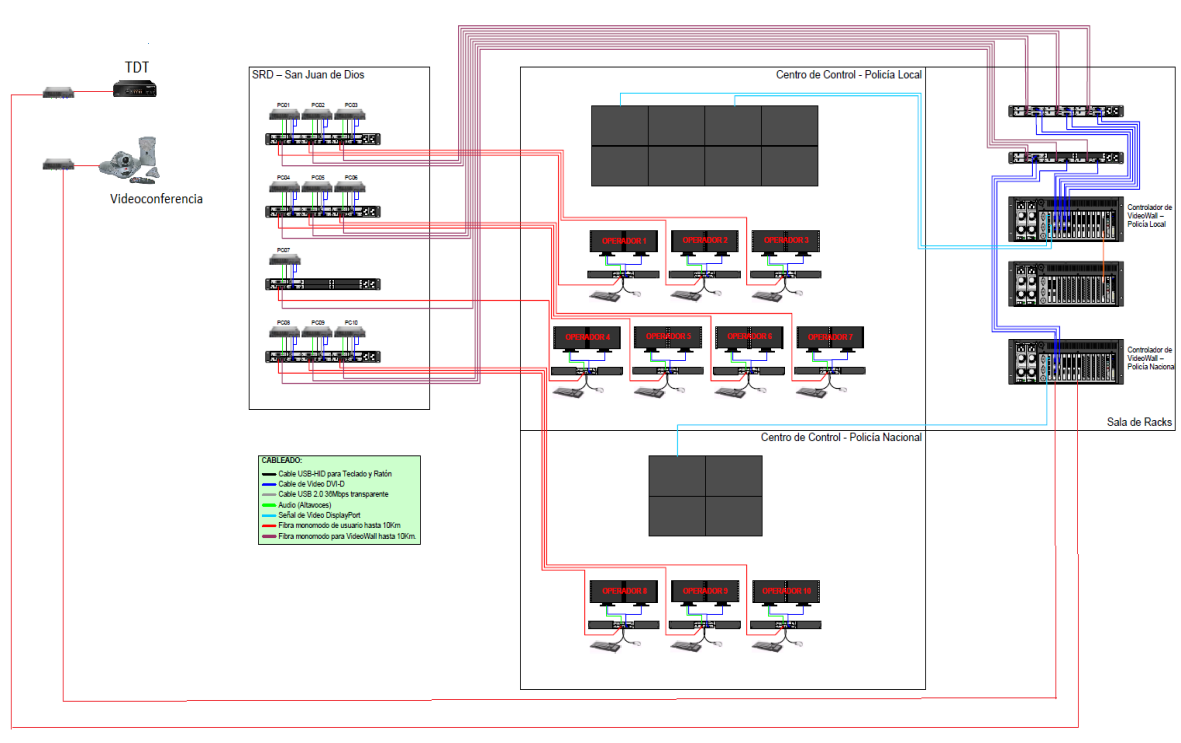 TDT
Videoconferencia
SRD – San Juan de Dios
PC01 PC02 PC03
PC04 PC05 PC06
PC07
PC08 PC09 PC10
Centro de Control - Policía Local
OPERADOR 1 OPERADOR 2 OPERADOR 3
OPERADOR 4 OPERADOR 5 OPERADOR 6 OPERADOR 7
Controlador de
VideoWall –
Policía Local
Controlador de
VideoWall –
Policía Naciona
Sala de Racks
Centro de Control - Policía Nacional
OPERADOR 8 OPERADOR 9 OPERADOR 10
CABLEADO:
Cable USB-HID para Teclado y Ratón
Cable de Video DVI-D
Cable USB 2.0 36Mbps transparente
Audio (Altavoces)
Señal de Video DisplayPort
Fibra monomodo de usuario hasta 10Km
Fibra monomodo para VideoWall hasta 10Km.